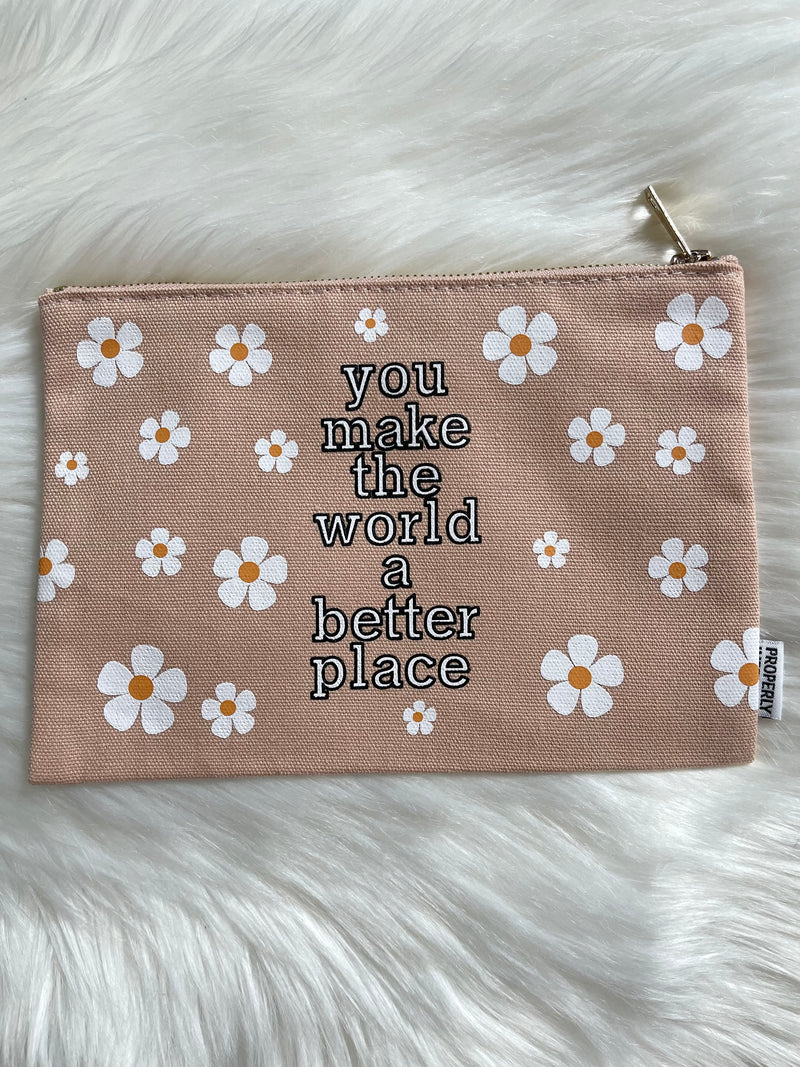 you
make
the
world
a
better
place
PROPERLY